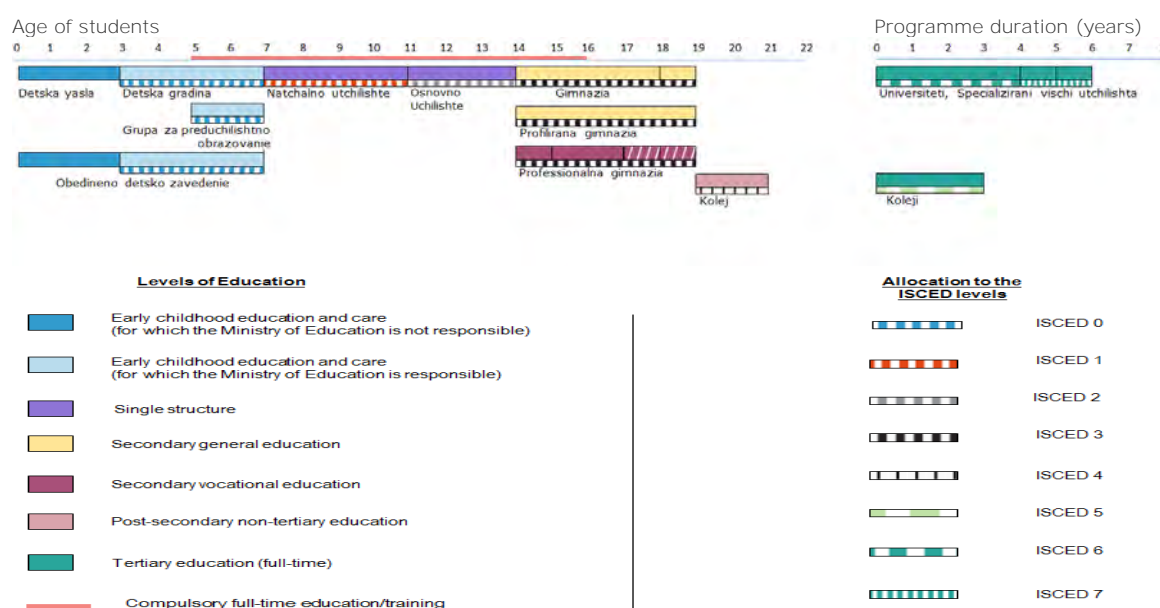 Age of students
Programme duration (years)
0 1 2 3 4 5 6 7 8 9 10 11 12 13 14 15 16 17 18 19 20 21 22
0 1 2 3 4 5 6 7
Detska yasla
Detska gradina
Natchalno utchilishte
Osnovno
Uchilishte
Gimnazia
Universiteti, Specializirani vischi utchilishta
Grupa za preduchilishtno
obrazovanie
Profilirana gimnazia
Obedineno detsko zavedenie
Professionalna gimnazia
Kolej
Koleji
Levels of Education
Early childhood education and care
(for which the Ministry of Education is not responsible)
Early childhood education and care
(for which the Ministry of Education is responsible)
Single structure
Secondary general education
Secondary vocational education
Post-secondary non-tertiary education
Tertiary education (full-time)
Compulsory full-time education/training
Allocation to the
ISCED levels
ISCED 0
ISCED 1
ISCED 2
ISCED 3
ISCED 4
ISCED 5
ISCED 6
ISCED 7